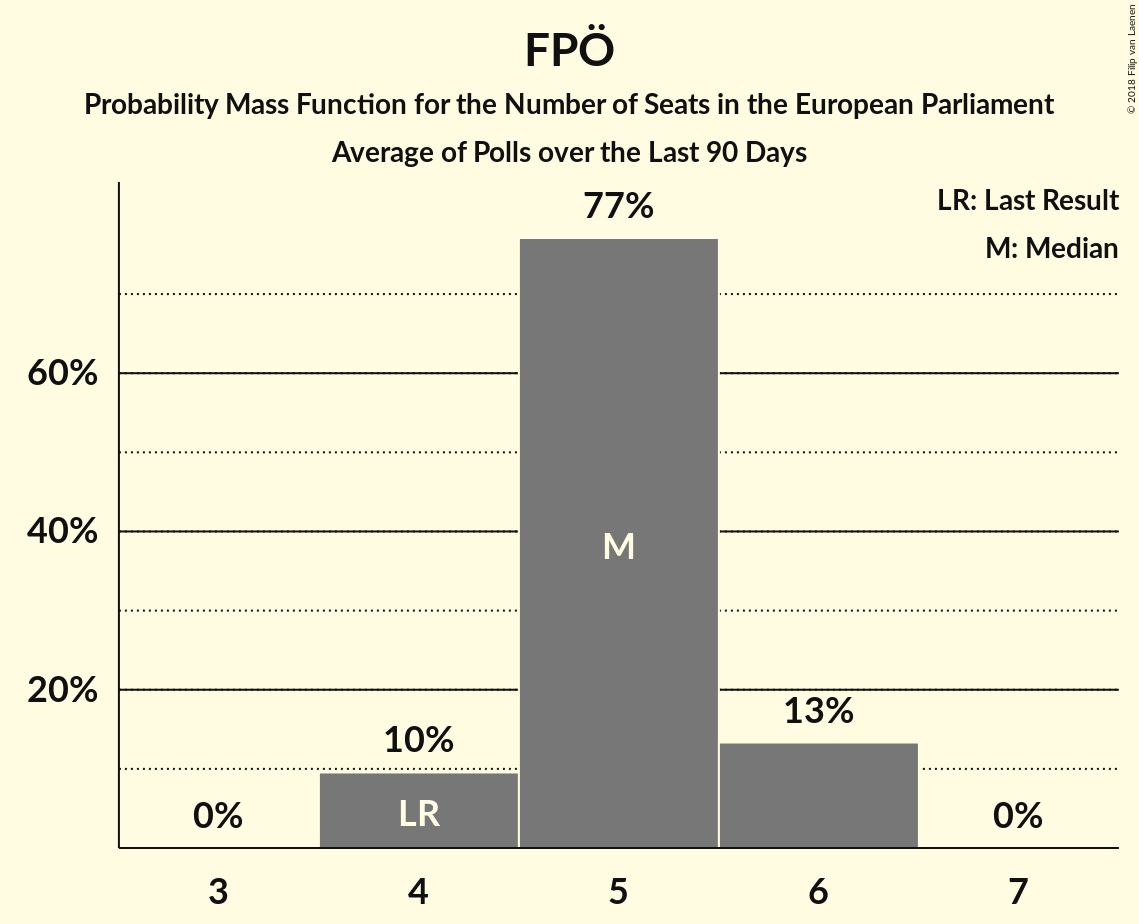 FPÖ
Probability Mass Function for the Number of Seats in the European Parliament
Average of Polls over the Last 90 Days
© 2018 Filip van Laenen
LR: Last Result
M: Median
77%
60%
40%
M
20%
13%
10%
LR
0%
0%
3 4 5 6 7